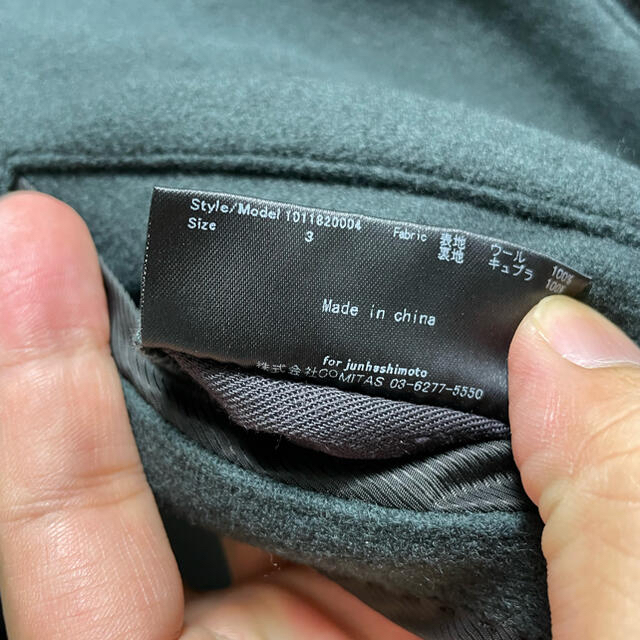 Style/Model 1011820004 Fabric 表地 ウール 100%
Size 3 裏地 キュプラ 100%
Made in china
for junhashimoto
株式会社COMITAS 03-6277-5550